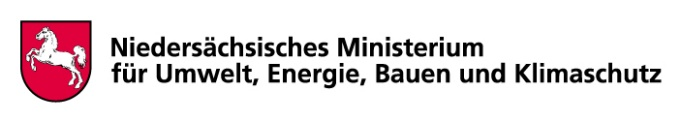 Niedersächsisches Ministerium
für Umwelt, Energie, Bauen und Klimaschutz